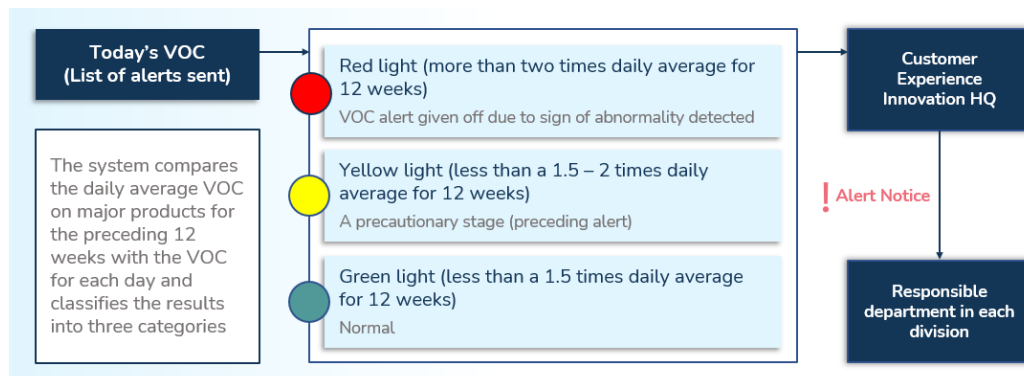 Today's VOC
(List of alerts sent)
The system compares
the daily average VOC
on major products for
the preceding 12
weeks with the VOC
for each day and
classifies the results
into three categories
Red light (more than two times daily average for
12 weeks)
VOC alert given off due to sign of abnormality detected
Yellow light (less than a 1.5 – 2 times daily
average for 12 weeks)
A precautionary stage (preceding alert)
Green light (less than a 1.5 times daily average
for 12 weeks)
Normal
Customer
Experience
Innovation HQ
! Alert Notice
Responsible
department in each
division